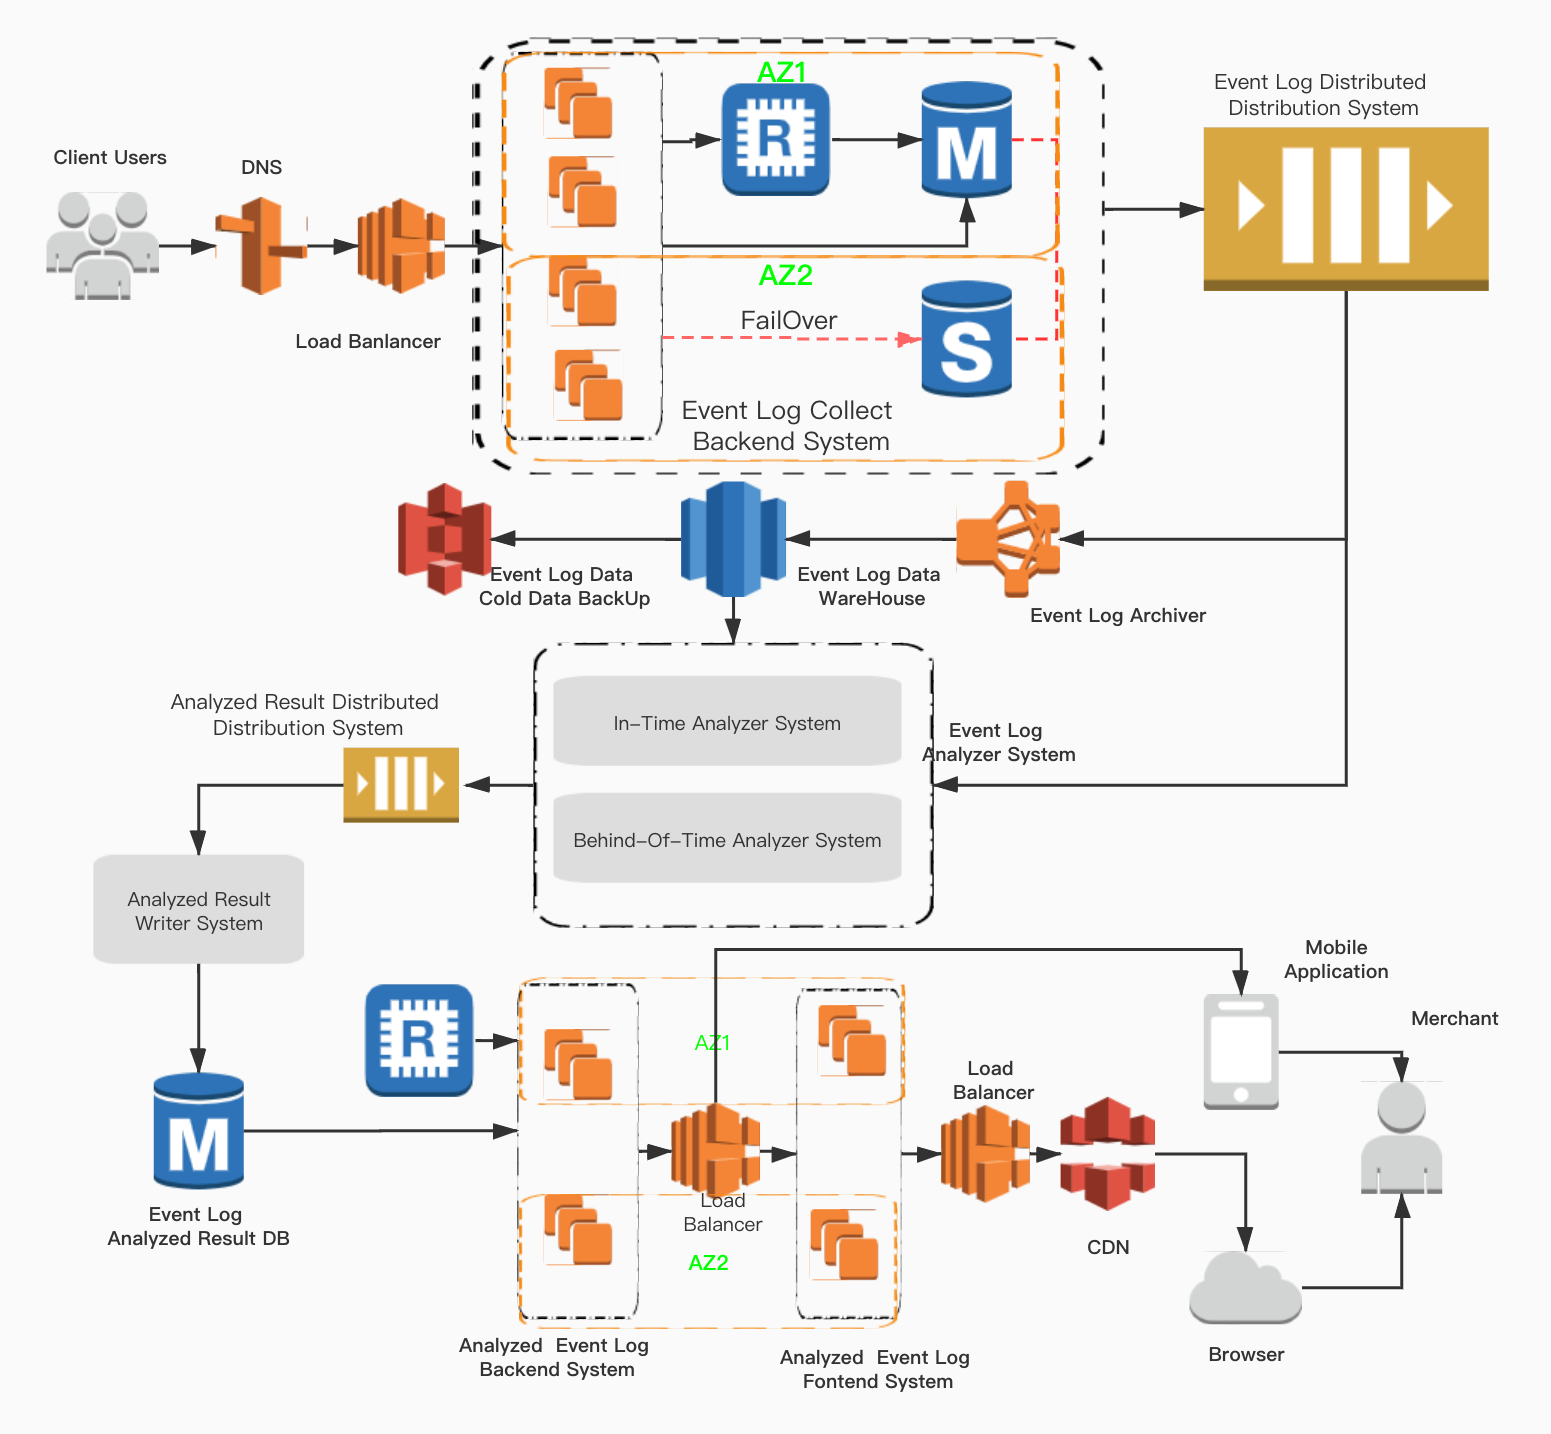 AZ1
Event Log Distributed
Distribution System
Client Users
DNS
R
M
Load Banlancer
AZ2
FailOver
S
Event Log Collect
Backend System
Event Log Data
Cold Data BackUp
Event Log Data
WareHouse
Event Log Archiver
Analyzed Result Distributed
Distribution System
In-Time Analyzer System
Event Log
Analyzer System
Behind-Of-Time Analyzer System
Analyzed Result
Writer System
Mobile
Application
Merchant
R
AZ1
Load
Balancer
M
Load
Balancer
Event Log
Analyzed Result DB
AZ2
CDN
Analyzed Event Log
Backend System
Analyzed Event Log
Fontend System
Browser